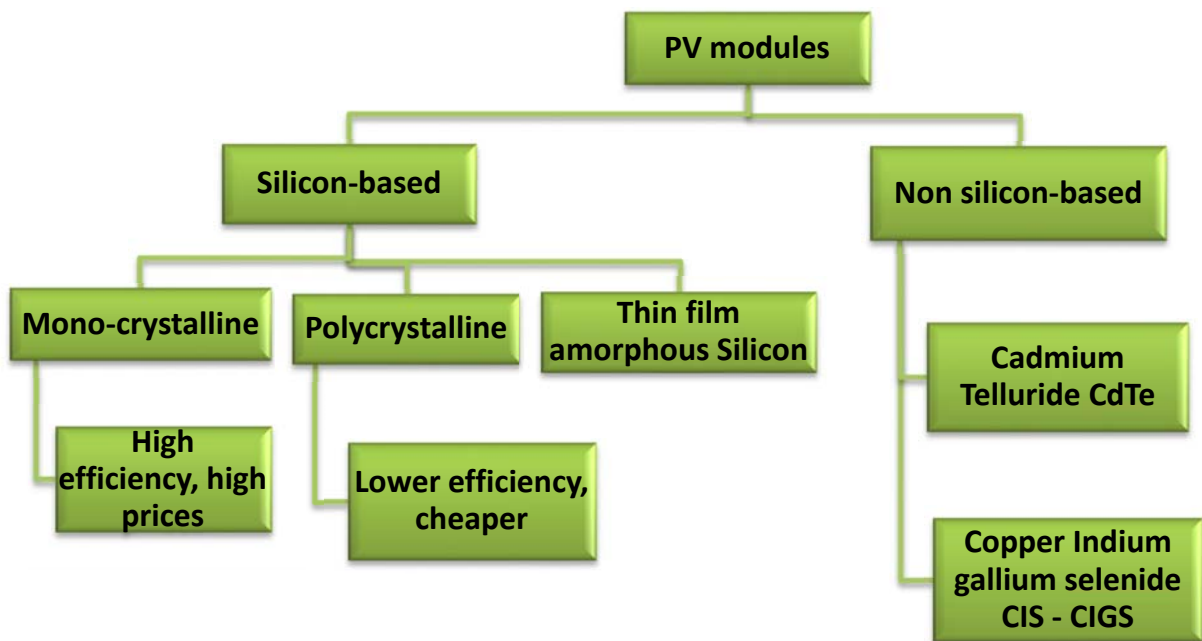 PV modules
Silicon-based
Non silicon-based
Mono-crystalline
Polycrystalline
Thin film
amorphous Silicon
Cadmium
Telluride CdTe
High
efficiency, high
prices
Lower efficiency,
cheaper
Copper Indium
gallium selenide
CIS - CIGS